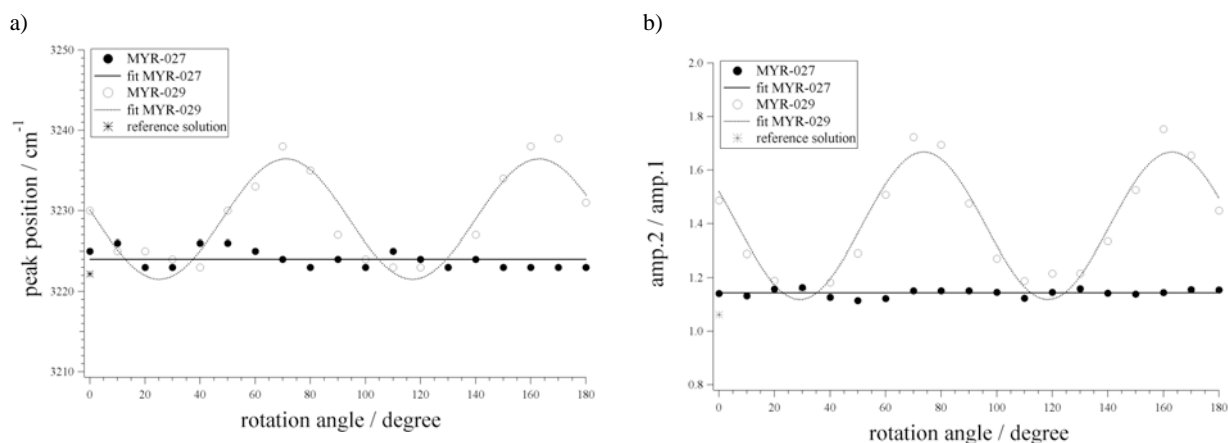 a)
3250
3240
3230
3220
3210
peak position / cm-1
MYR-027
fit MYR-027
MYR-029
fit MYR-029
reference solution
0 20 40 60 80 100 120 140 160 180
rotation angle / degree
b)
2.0
1.8
1.6
1.4
1.2
1.0
0.8
amp.2 / amp.1
MYR-027
fit MYR-027
MYR-029
fit MYR-029
reference solution
0 20 40 60 80 100 120 140 160 180
rotation angle / degree